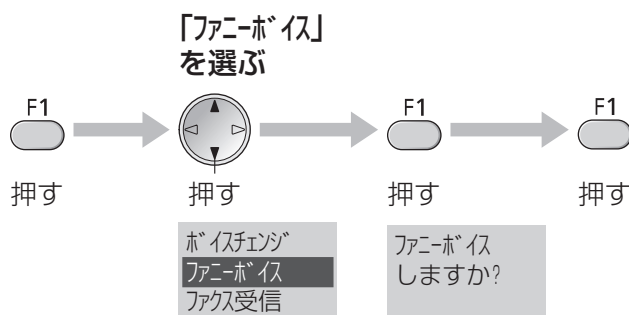 「ファニーボイス」
を選ぶ
F1
F1
F1
押す
押す
押す
押す
ボイスチェンジ
ファニーボイス
ファクス受信
ファニーボイス
しますか?